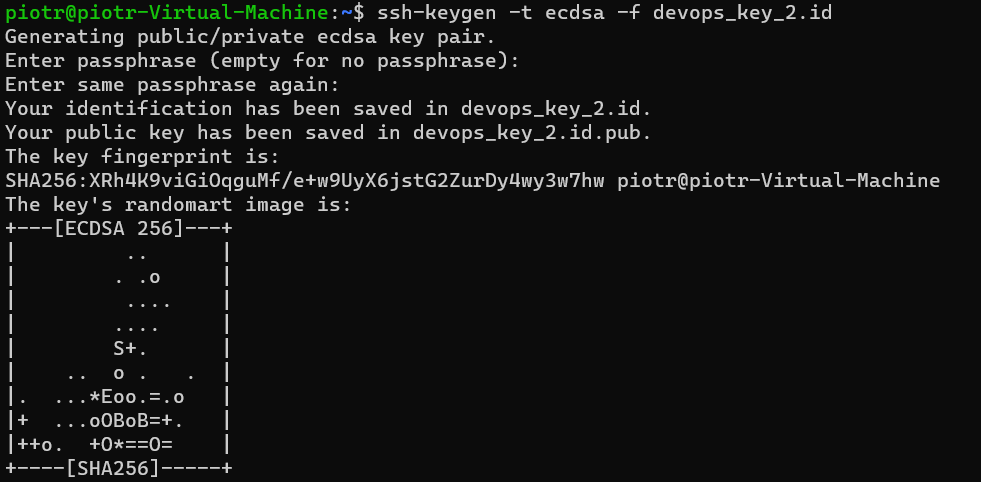 piotr@piotr-Virtual-Machine:~$ ssh-keygen -t ecdsa -f devops_key_2.id
Generating public/private ecdsa key pair.
Enter passphrase (empty for no passphrase):
Enter same passphrase again:
Your identification has been saved in devops_key_2.id.
Your public key has been saved in devops_key_2.id.pub.
The key fingerprint is:
SHA256:XRh4K9viGiOqguMf/e+w9UyX6jstG2ZurDy4wy3w7hw piotr@piotr-Virtual-Machine
The key's randomart image is:
+---[ECDSA 256]---+
|         ..      |
|        . .o     |
|         ....    |
|        ....     |
|        S+.      |
|    ..  o .   .  |
|.  ...*Eoo.=.o   |
|+  ...oOBoB=+.   |
|++o.  +O*==O=    |
+----[SHA256]-----+